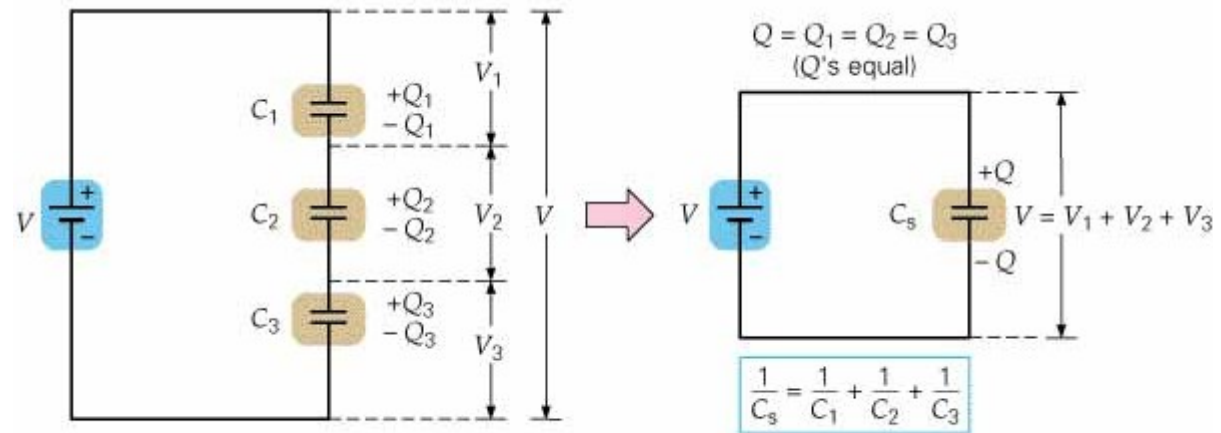 V
+
−
C₁
+Q₁
− Q₁
C₂
+Q₂
− Q₂
C₃
+Q₃
− Q₃
V₁
V₂
V₃
V
Q = Q₁ = Q₂ = Q₃
(Q's equal)
V
+
−
Cₛ
+Q
− Q
V = V₁ + V₂ + V₃
1/Cₛ = 1/C₁ + 1/C₂ + 1/C₃